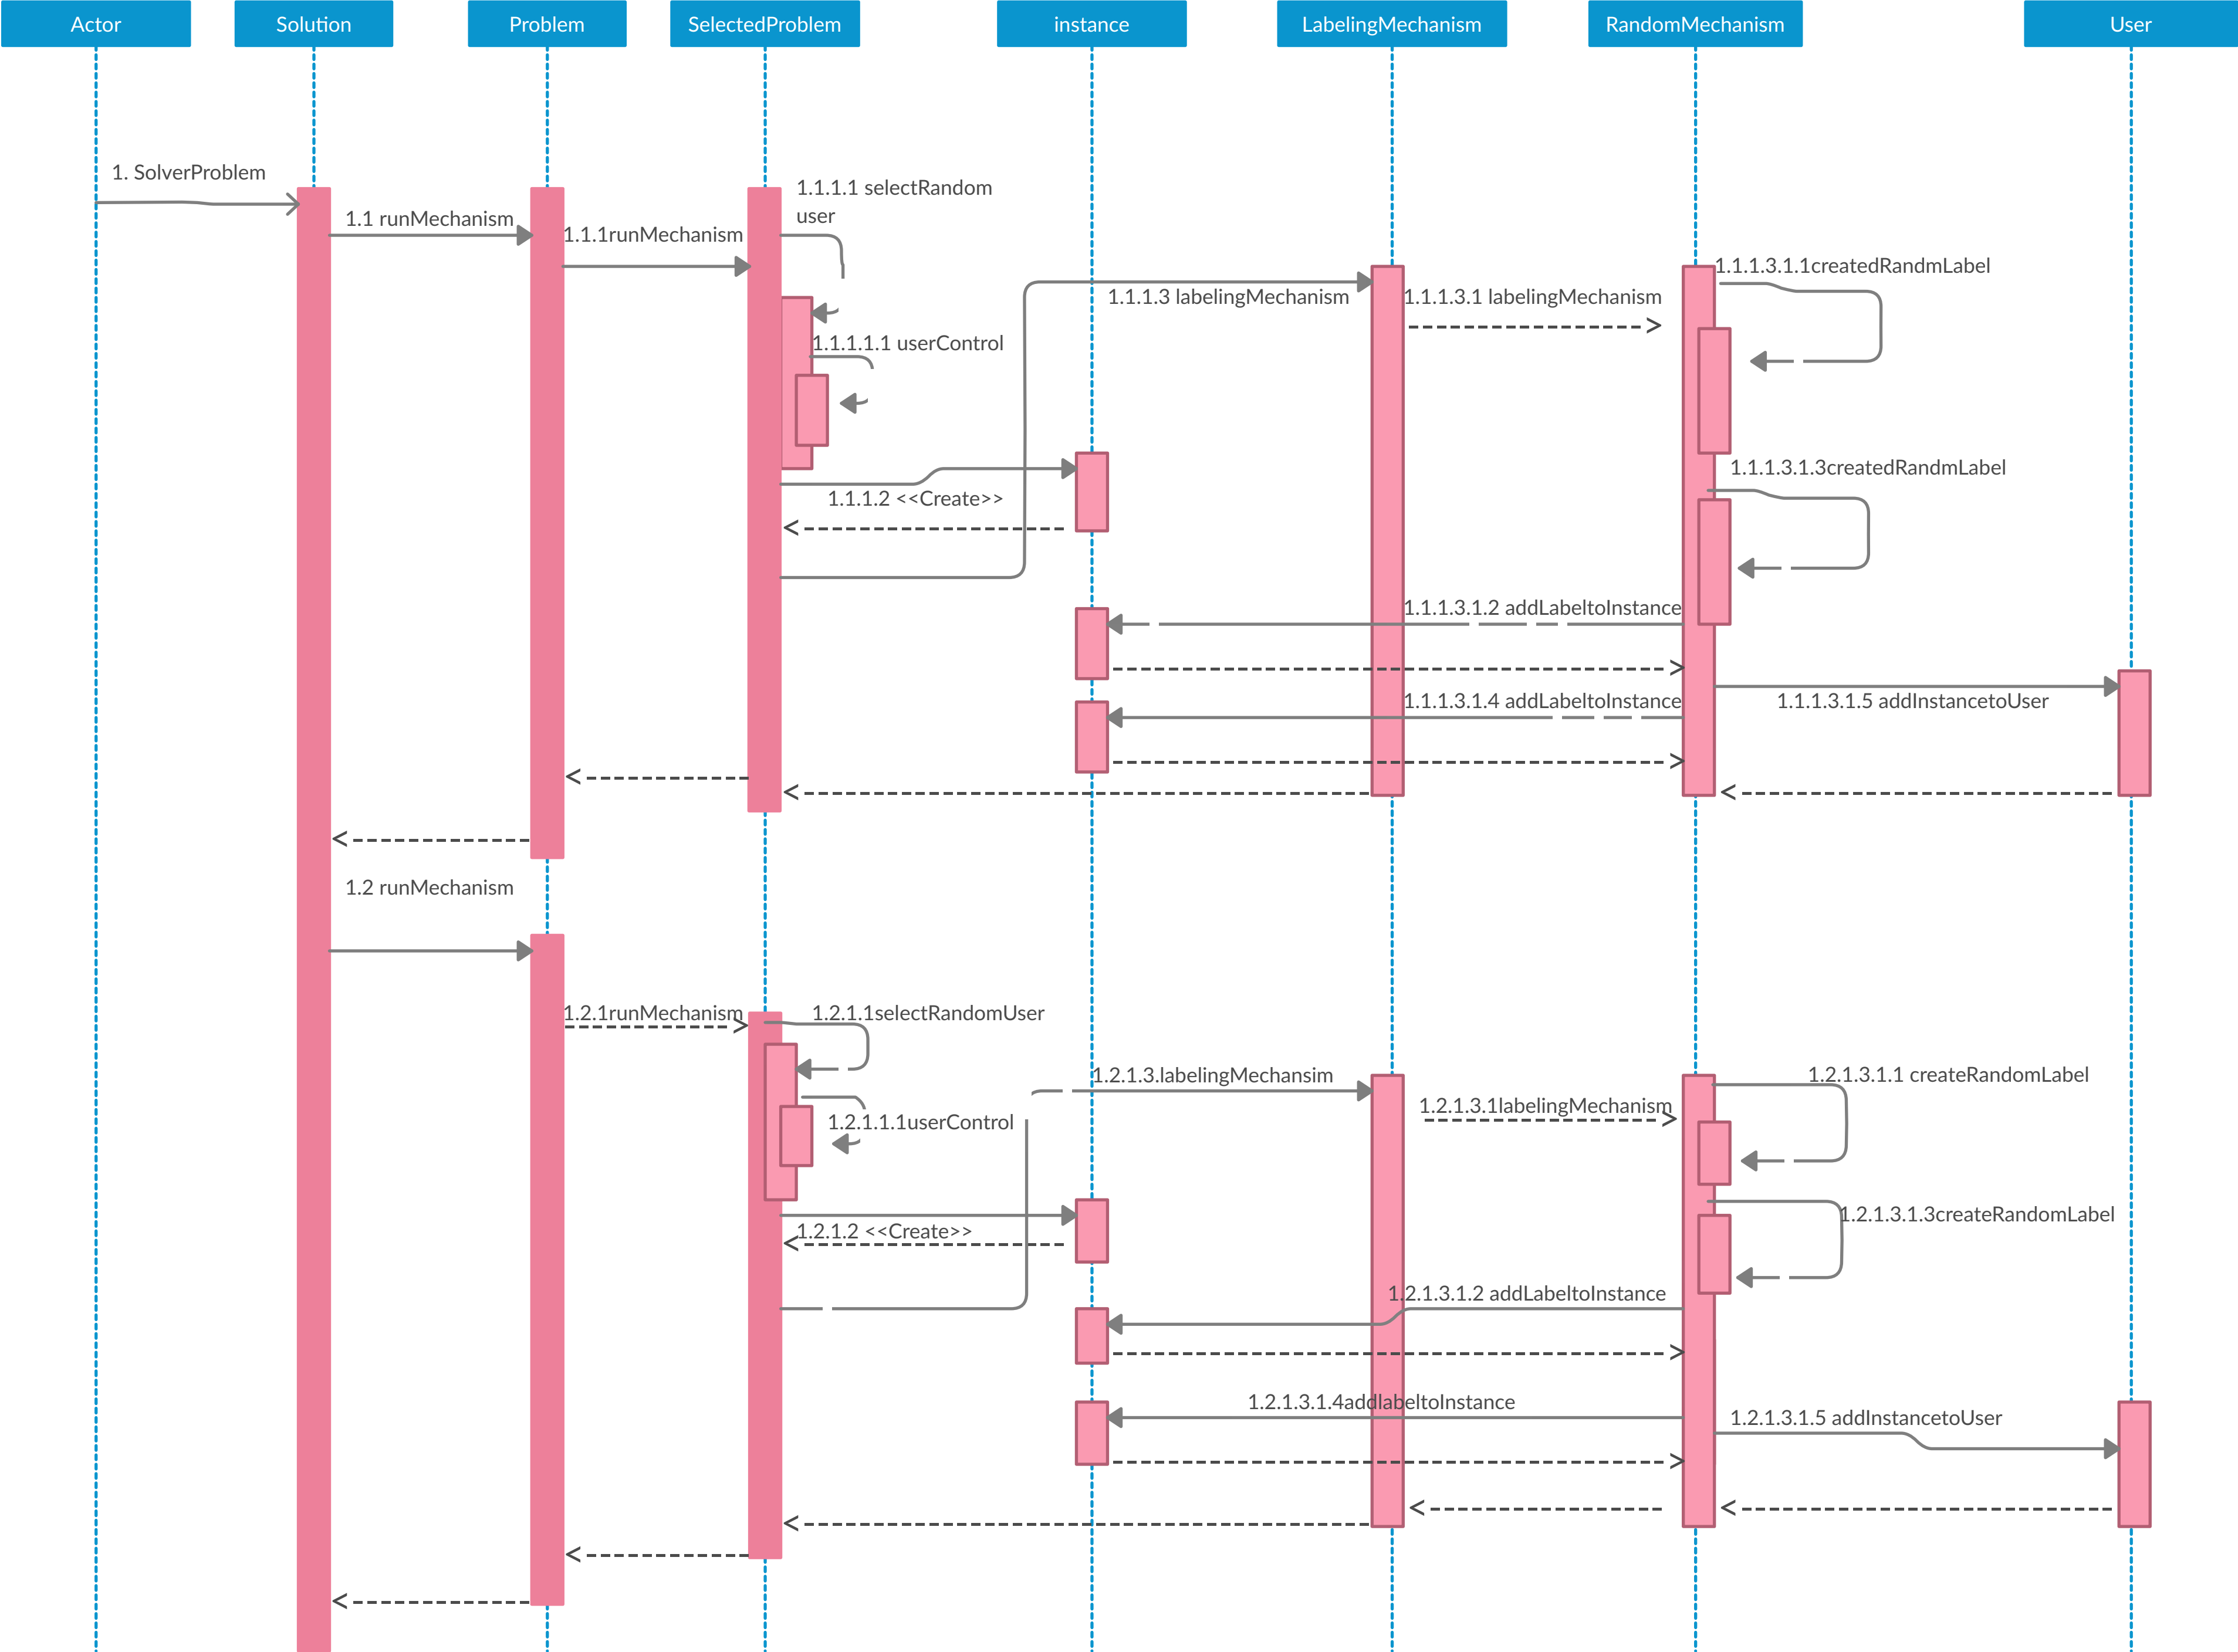 Actor
Solution
Problem
SelectedProblem
instance
LabelingMechanism
RandomMechanism
User
1. SolverProblem
1.1 runMechanism
1.1.1runMechanism
1.1.1.1 selectRandom
user
1.1.1.1.1 userControl
1.1.1.3 labelingMechanism
1.1.1.3.1 labelingMechanism
1.1.1.3.1.1createdRandmLabel
1.1.1.3.1.3createdRandmLabel
1.1.1.2 <<Create>>
1.1.1.3.1.2 addLabeltoInstance
1.1.1.3.1.4 addLabeltoInstance
1.1.1.3.1.5 addInstancetoUser
1.2 runMechanism
1.2.1runMechanism
1.2.1.1selectRandomUser
1.2.1.1.1userControl
1.2.1.3.labelingMechansim
1.2.1.3.1labelingMechanism
1.2.1.3.1.1 createRandomLabel
1.2.1.3.1.3createRandomLabel
1.2.1.2 <<Create>>
1.2.1.3.1.2 addLabeltoInstance
1.2.1.3.1.4addlabeltoInstance
1.2.1.3.1.5 addInstancetoUser